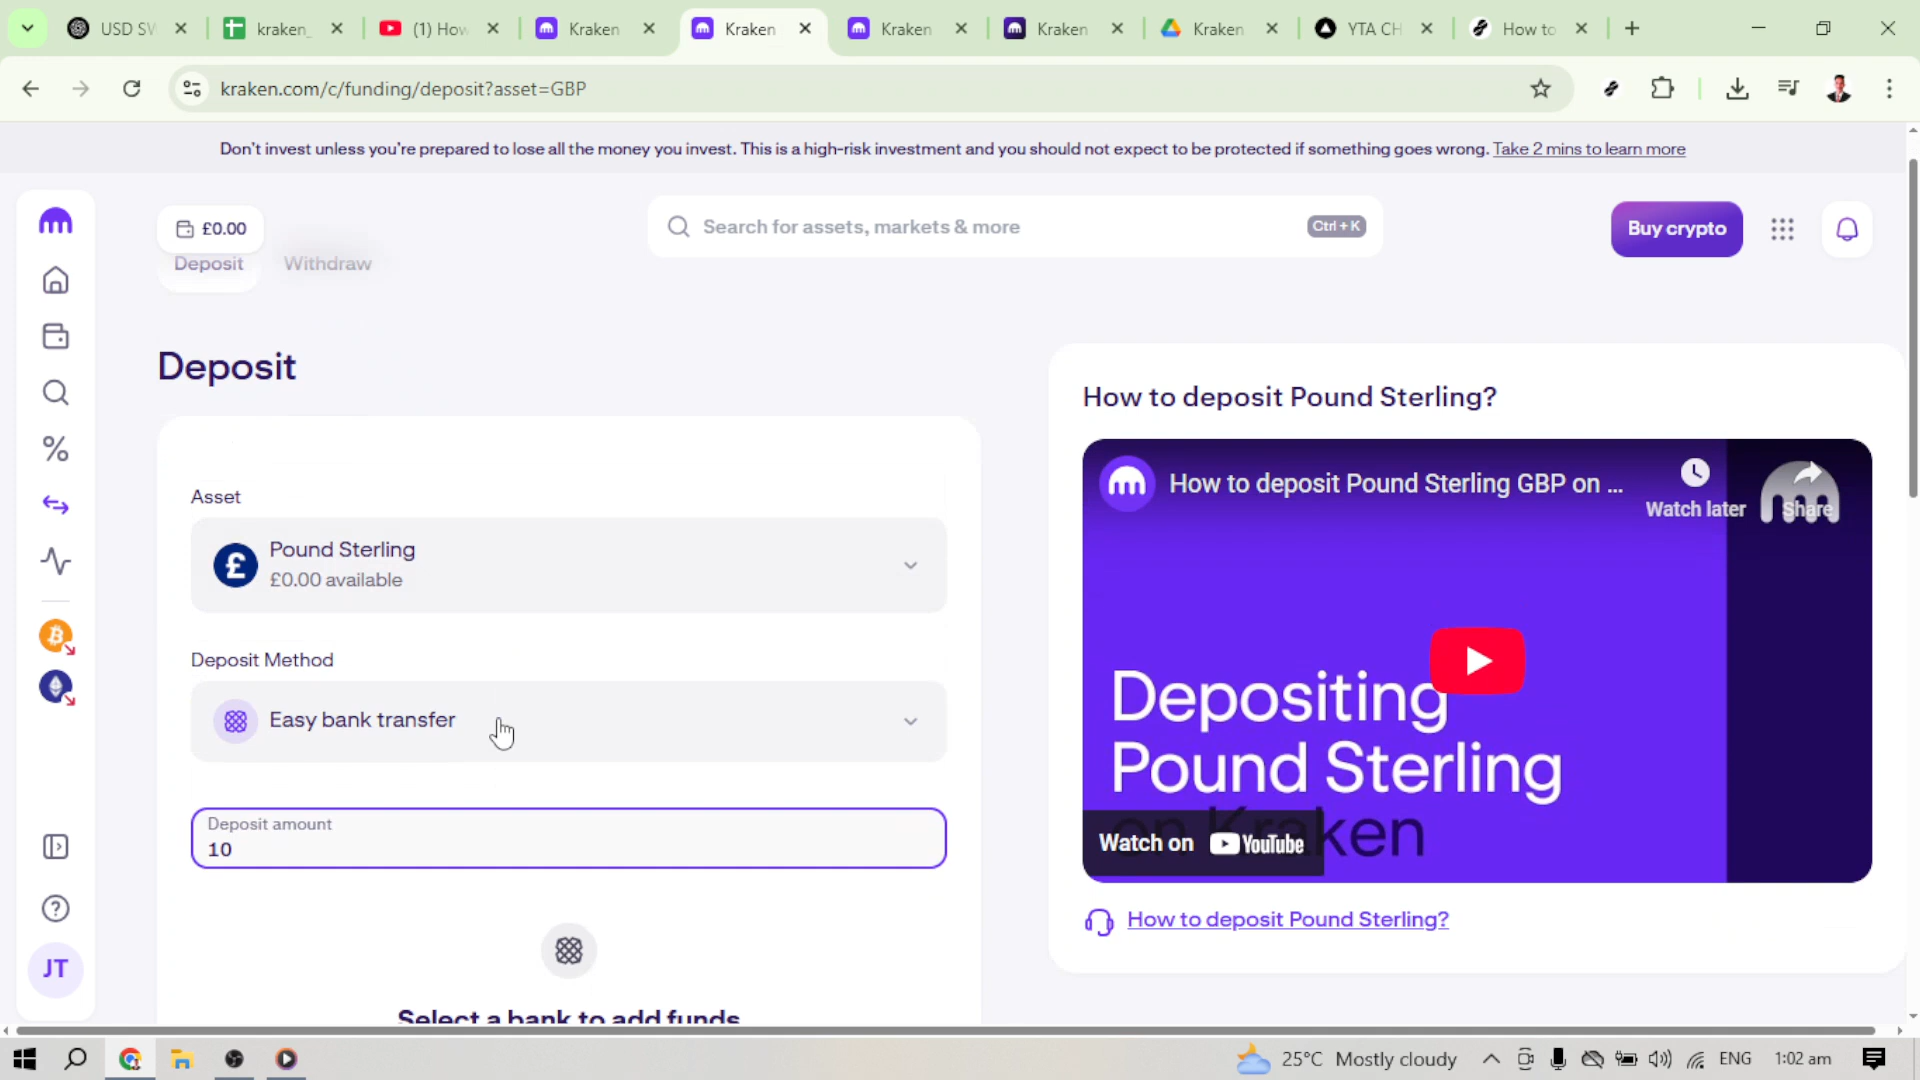 USD SV
kraken_
(1) How
Kraken
Kraken
Kraken
Kraken
Kraken
YTA CH
How to
kraken.com/c/funding/deposit?asset=GBP
Don't invest unless you're prepared to lose all the money you invest. This is a high-risk investment and you should not expect to be protected if something goes wrong. Take 2 mins to learn more
£0.00
Search for assets, markets & more
Ctrl + K
Buy crypto
Deposit
Withdraw
Deposit
Asset
Pound Sterling
£0.00 available
Deposit Method
Easy bank transfer
Deposit amount
10
Select a bank to add funds
How to deposit Pound Sterling?
How to deposit Pound Sterling GBP on ...
Watch later
Share
Depositing
Pound Sterling
on Kraken
Watch on YouTube
How to deposit Pound Sterling?
JT
25°C Mostly cloudy
ENG
1:02 am